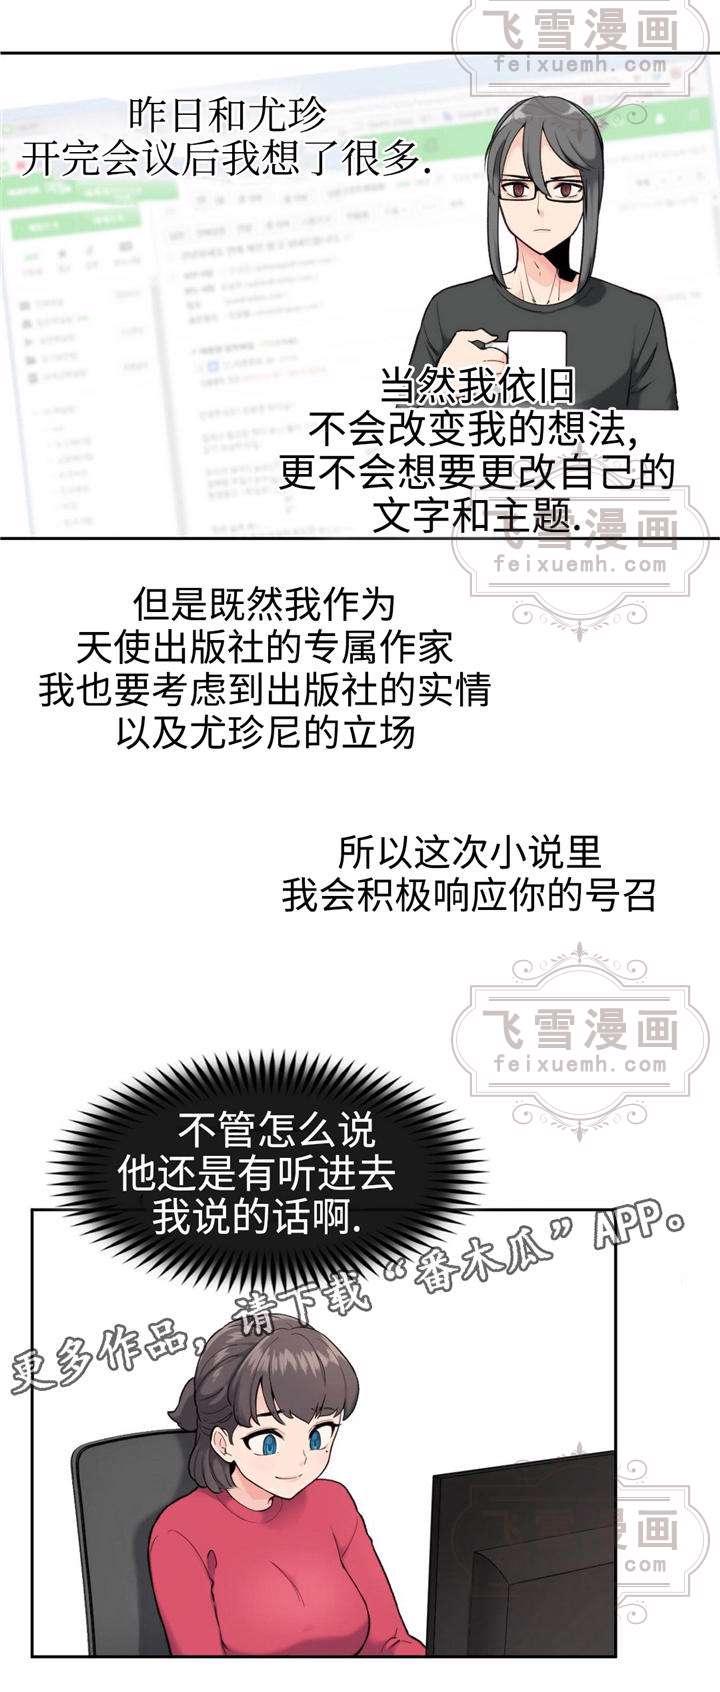 飞雪漫画
feixuemh.com
昨日和尤珍
开完会议后我想了很多.
当然我依旧
不会改变我的想法,
更不会想要更改自己的
文字和主题.
飞雪漫画
feixuemh.com
但是既然我作为
天使出版社的专属作家
我也要考虑到出版社的实情
以及尤珍尼的立场
所以这次小说里
我会积极响应你的号召
飞雪漫画
feixuemh.com
不管怎么说
他还是有听进去
我说的话啊.
更多作品，请下载“番木瓜”APP。
飞雪漫画
feixuemh.com